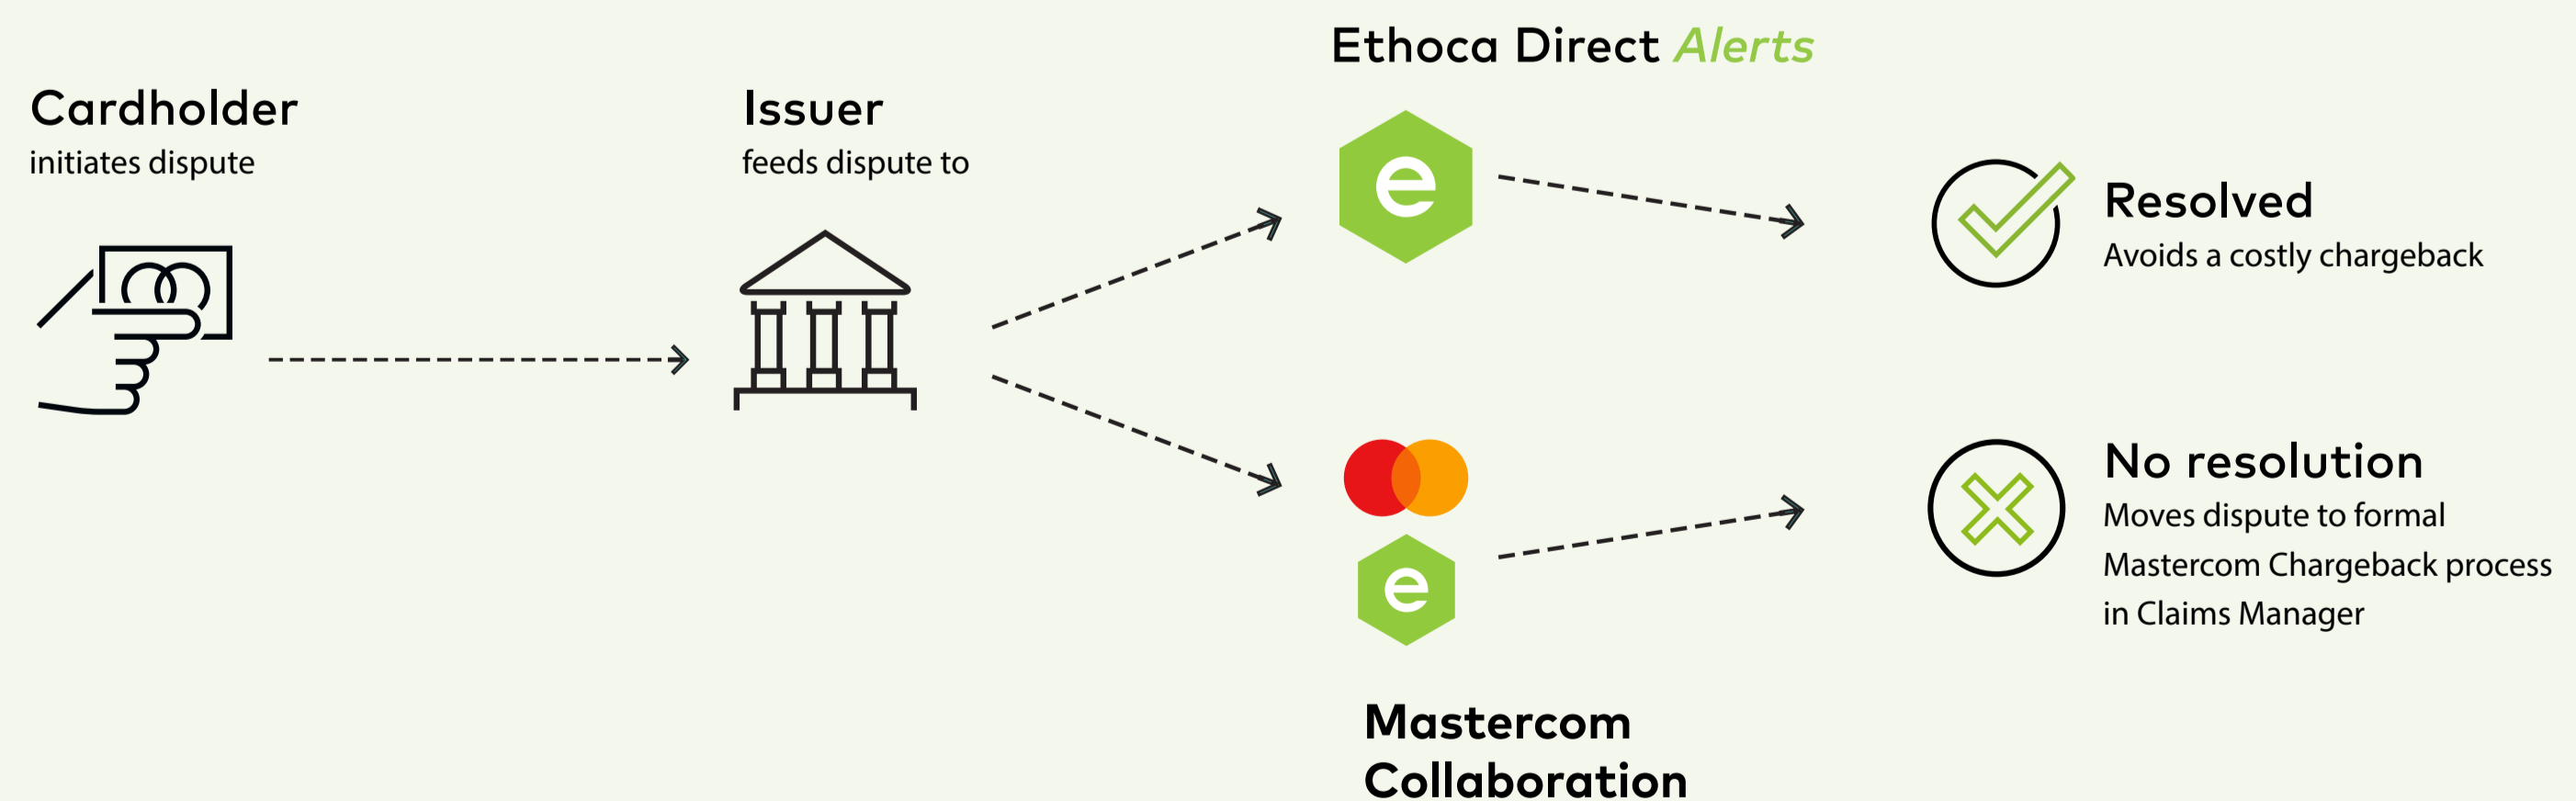 Cardholder
initiates dispute
Issuer
feeds dispute to
Ethoca Direct Alerts
e
Resolved
Avoids a costly chargeback
e
Mastercom
Collaboration
No resolution
Moves dispute to formal
Mastercom Chargeback process
in Claims Manager